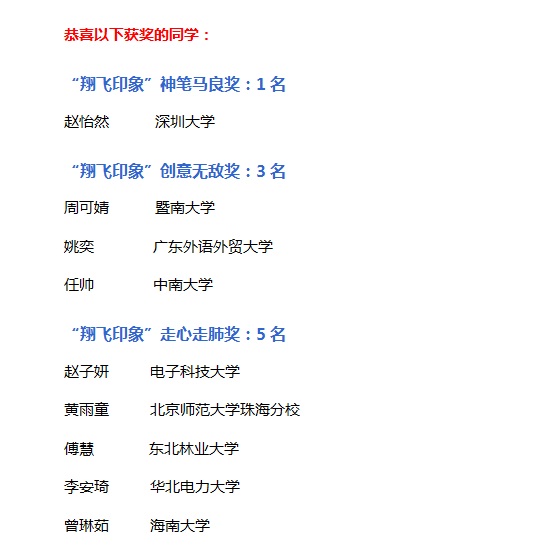 恭喜以下获奖的同学：
“翔飞印象”神笔马良奖：1 名
赵怡然 深圳大学
“翔飞印象”创意无敌奖：3 名
周可婧 暨南大学
姚奕 广东外语外贸大学
任帅 中南大学
“翔飞印象”走心走肺奖：5 名
赵子妍 电子科技大学
黄雨童 北京师范大学珠海分校
傅慧 东北林业大学
李安琦 华北电力大学
曾琳茹 海南大学